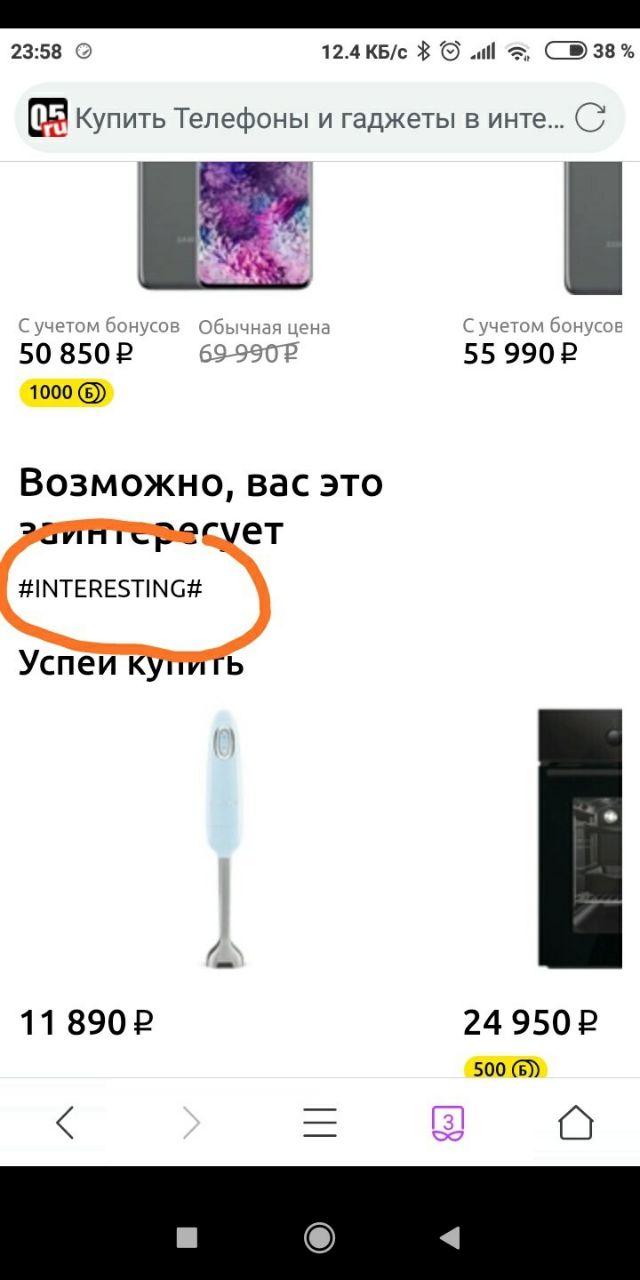 23:58 12.4 КБ/с 38 %
05 ru Купить Телефоны и гаджеты в инте...
С учетом бонусов Обычная цена С учетом бонусов
50 850 ₽ 69 990 ₽ 55 990 ₽
1000 Б
Возможно, вас это
заинтересует
#INTERESTING#
Успей купить
11 890 ₽ 24 950 ₽
500 Б
3